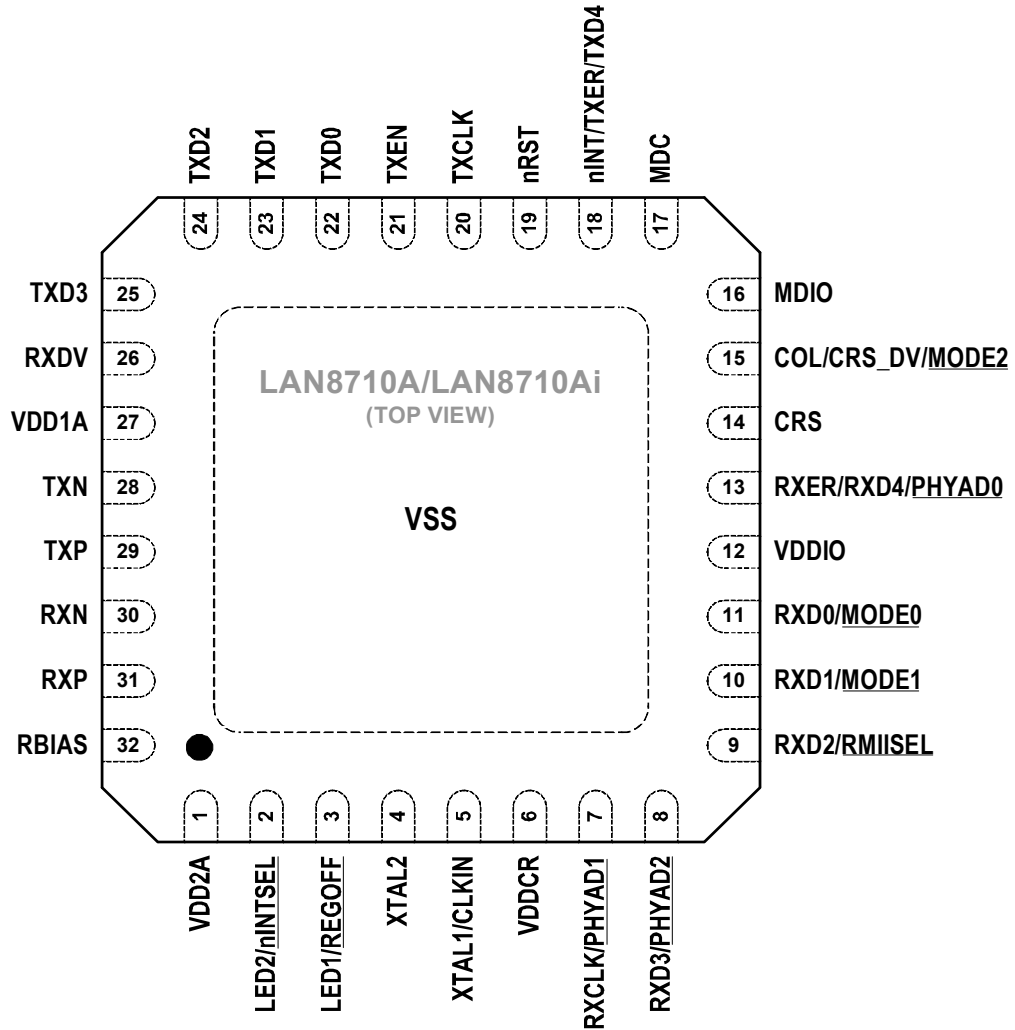 TXD2
TXD1
TXD0
TXEN
TXCLK
nRST
nINT/TXER/TXD4
MDC
24
23
22
21
20
19
18
17
TXD3 25
RXDV 26
VDD1A 27
TXN 28
TXP 29
RXN 30
RXP 31
RBIAS 32
LAN8710A/LAN8710Ai
(TOP VIEW)
VSS
16 MDIO
15 COL/CRS_DV/MODE2
14 CRS
13 RXER/RXD4/PHYAD0
12 VDDIO
11 RXD0/MODE0
10 RXD1/MODE1
9 RXD2/RMIISEL
1
2
3
4
5
6
7
8
VDD2A
LED2/nINTSEL
LED1/REGOFF
XTAL2
XTAL1/CLKIN
VDDCR
RXCLK/PHYAD1
RXD3/PHYAD2